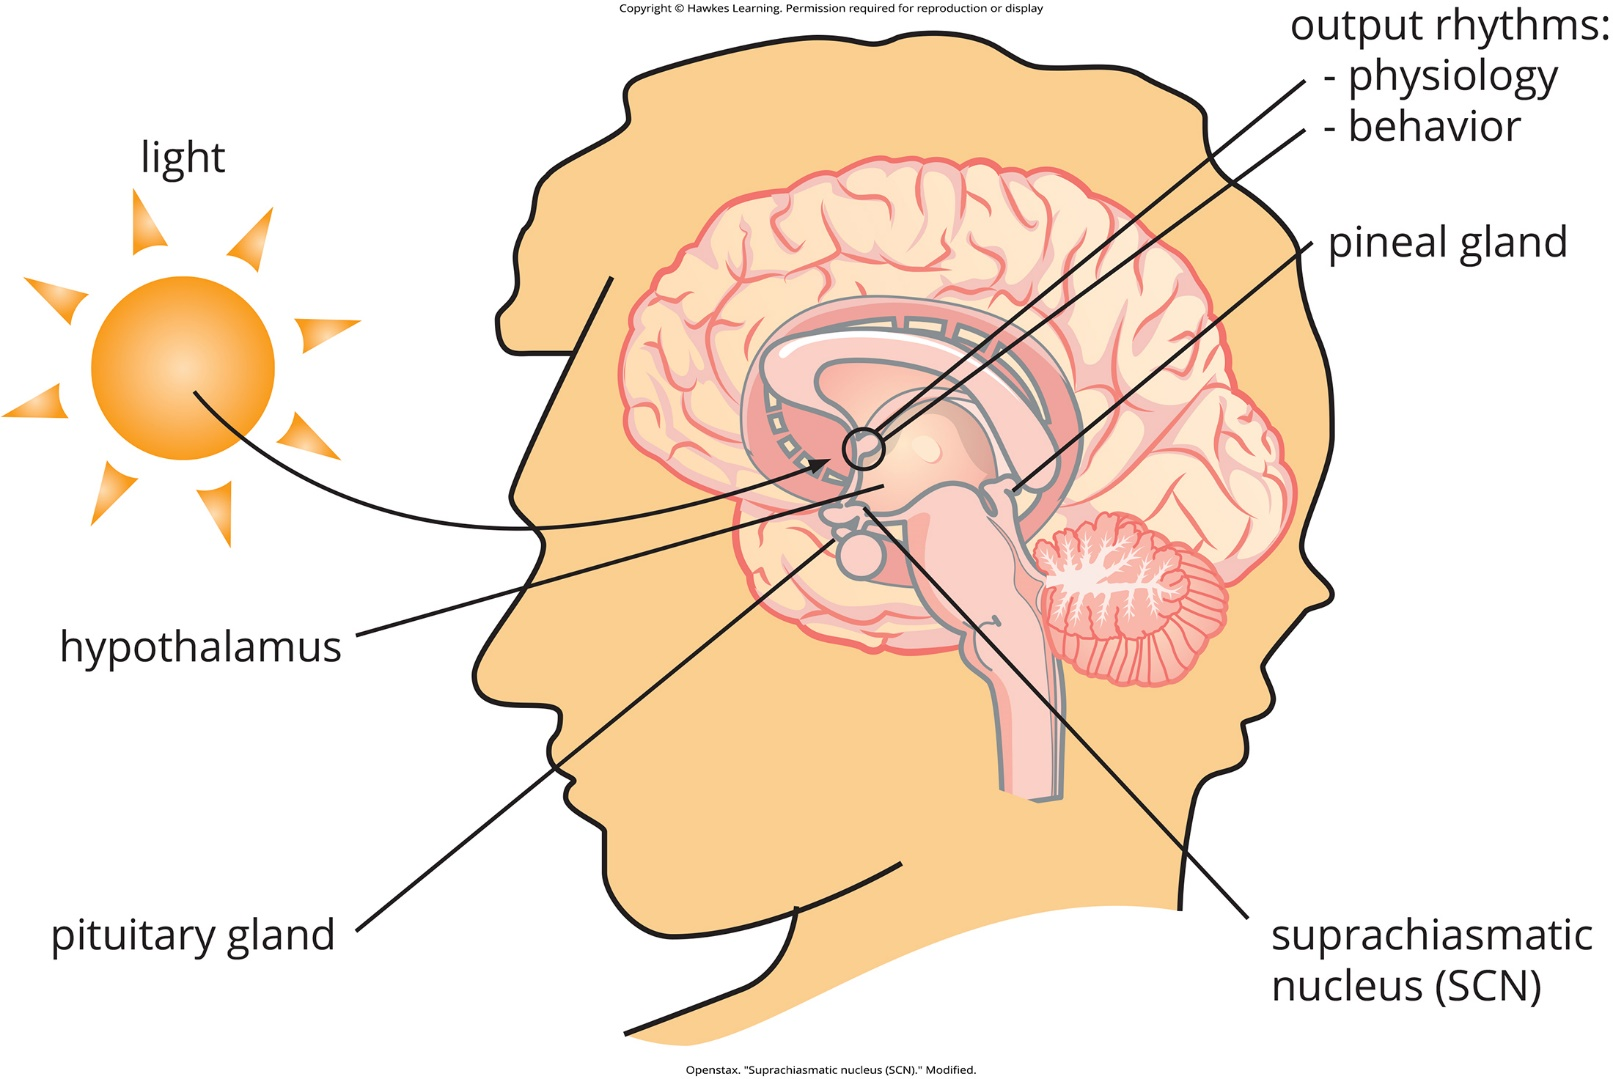 Copyright © Hawkes Learning. Permission required for reproduction or display
output rhythms:
- physiology
- behavior
light
pineal gland
hypothalamus
pituitary gland
suprachiasmatic
nucleus (SCN)
Openstax. "Suprachiasmatic nucleus (SCN)." Modified.